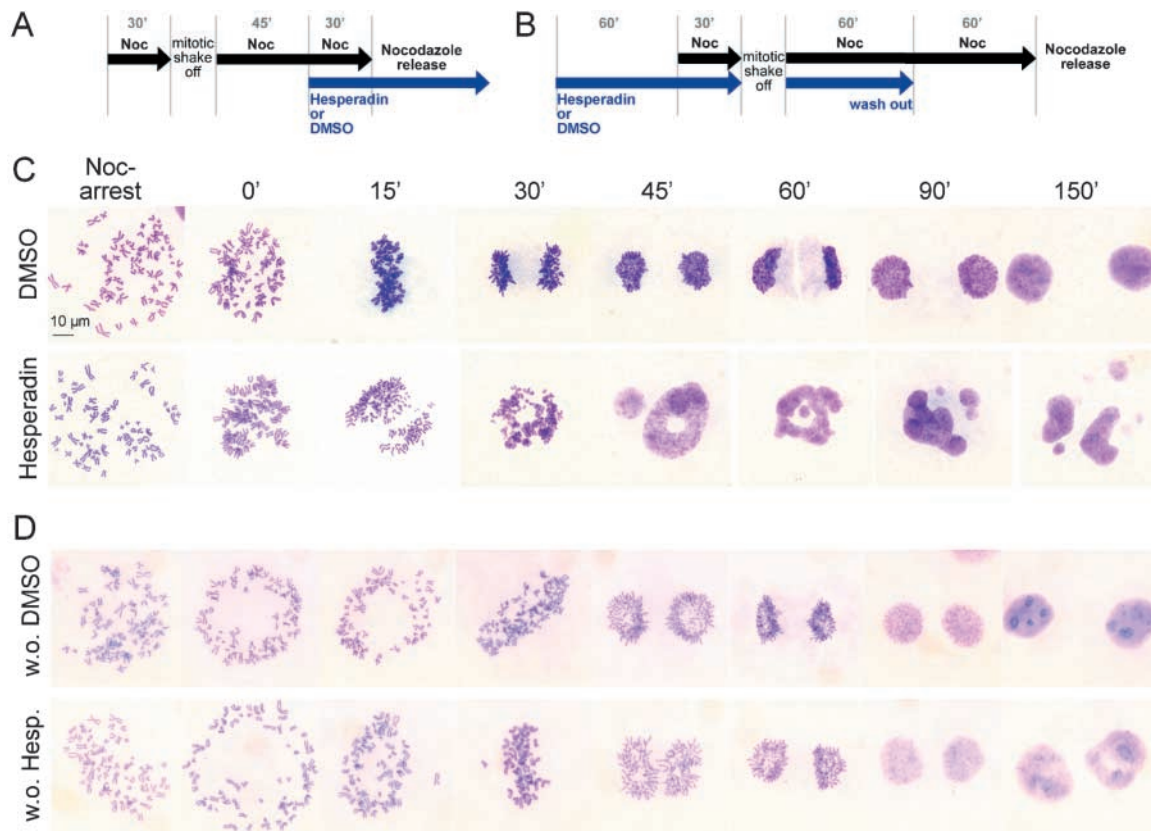 A
30' 45' 30'
Noc mitotic shake off Noc Noc Nocodazole release
Hesperadin or DMSO
B
60' 30' 60' 60'
Noc mitotic shake off Noc Noc Nocodazole release
Hesperadin or DMSO
wash out
C
Noc-arrest 0' 15' 30' 45' 60' 90' 150'
DMSO
10 µm
Hesperadin
D
w.o. DMSO
w.o. Hesp.